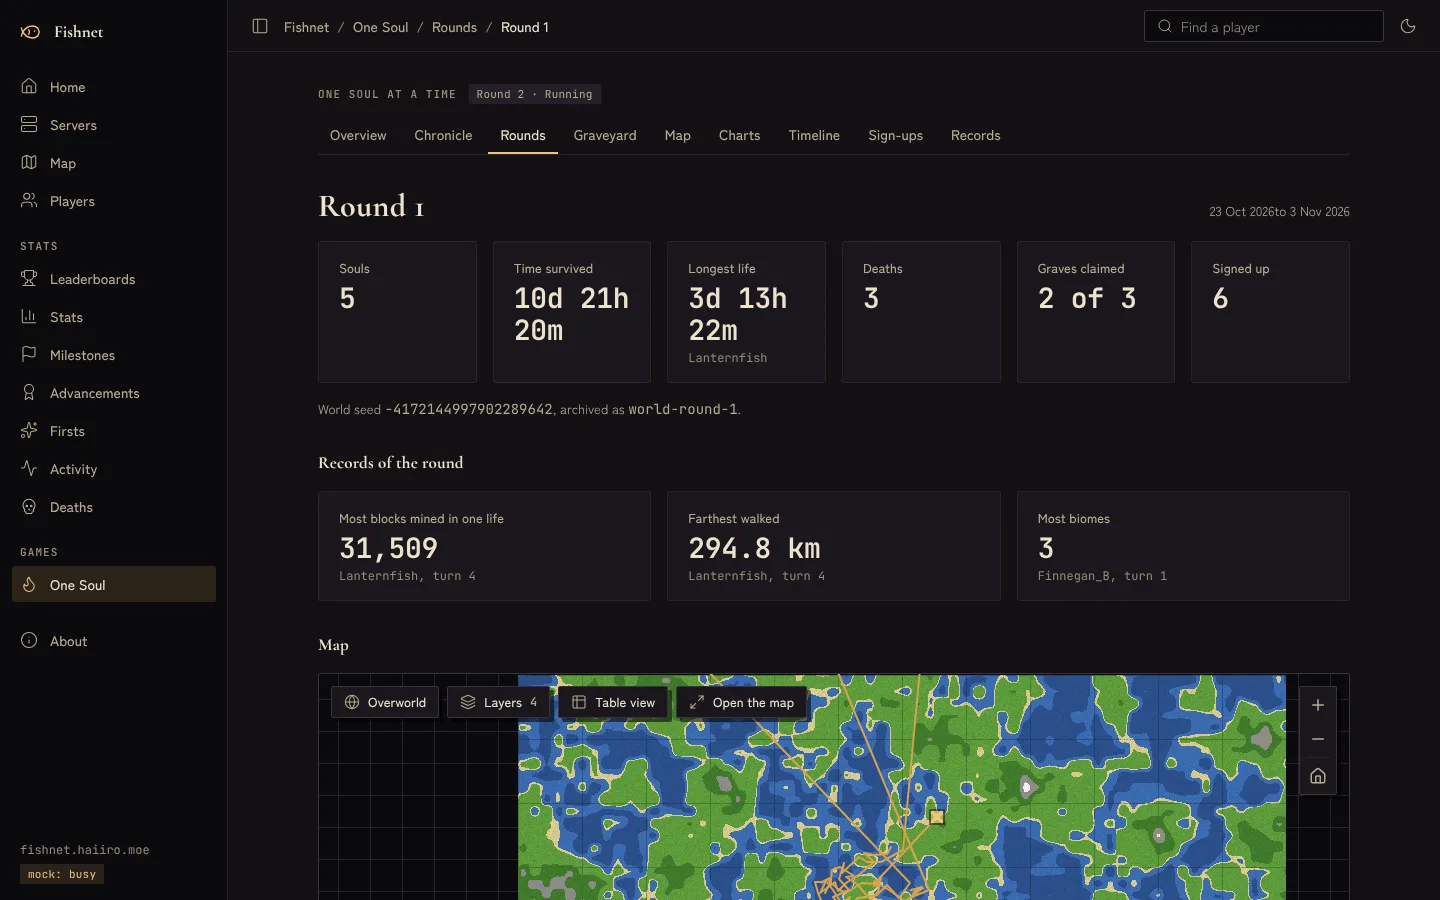 Fishnet
Home
Servers
Map
Players
STATS
Leaderboards
Stats
Milestones
Advancements
Firsts
Activity
Deaths
GAMES
One Soul
About
fishnet.haiiro.moe
mock: busy
Fishnet / One Soul / Rounds / Round 1
Find a player
ONE SOUL AT A TIME
Round 2 · Running
Overview
Chronicle
Rounds
Graveyard
Map
Charts
Timeline
Sign-ups
Records
Round 1
23 Oct 2026to 3 Nov 2026
Souls
5
Time survived
10d 21h
20m
Longest life
3d 13h
22m
Lanternfish
Deaths
3
Graves claimed
2 of 3
Signed up
6
World seed -4172144997902289642, archived as world-round-1.
Records of the round
Most blocks mined in one life
31,509
Lanternfish, turn 4
Farthest walked
294.8 km
Lanternfish, turn 4
Most biomes
3
Finnegan_B, turn 1
Map
Overworld
Layers 4
Table view
Open the map